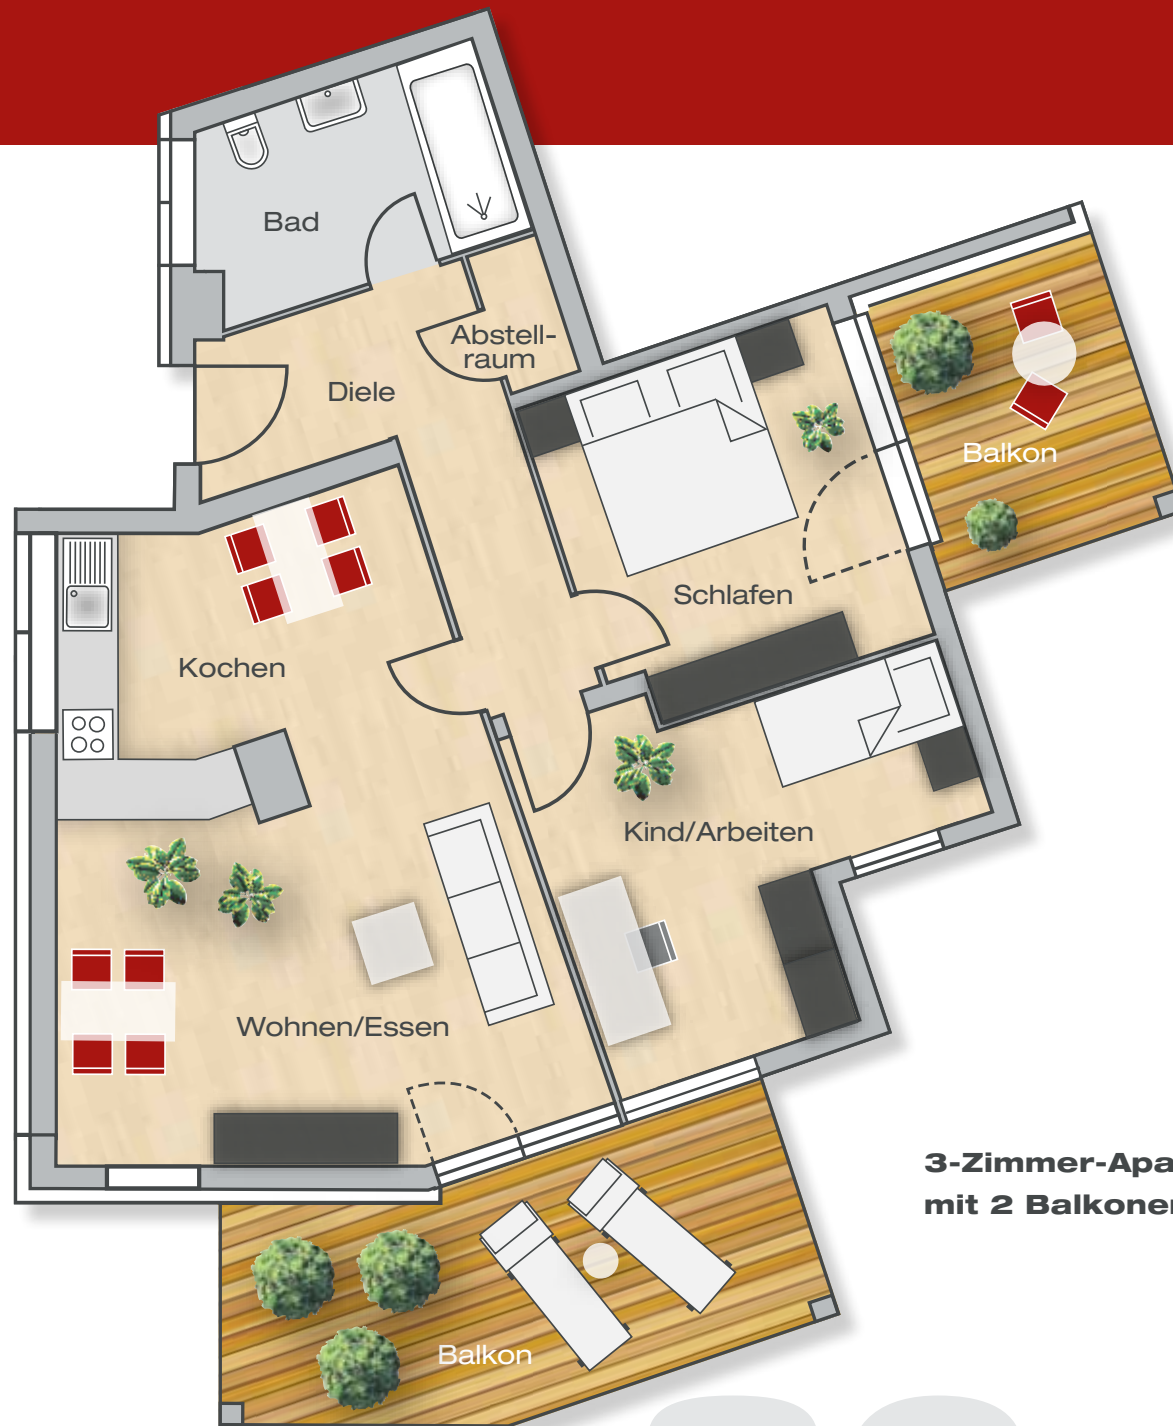 Bad
Abstell-
raum
Diele
Balkon
Schlafen
Kochen
Kind/Arbeiten
Wohnen/Essen
3-Zimmer-Apa
mit 2 Balkone
Balkon